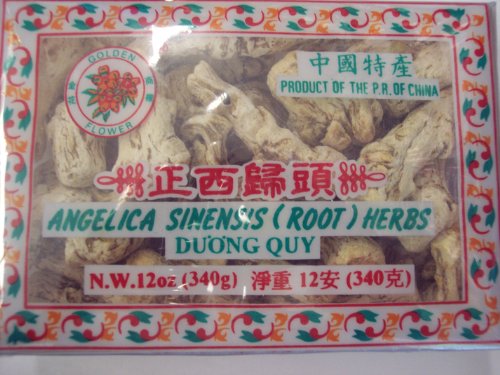 GOLDEN
FLOWER
中國特產
PRODUCT OF THE P.R. OF CHINA
正西歸頭
ANGELICA SIMENSIS (ROOT) HERBS
DUONG QUY
N.W.12oz (340g) 淨重 12安 (340克)